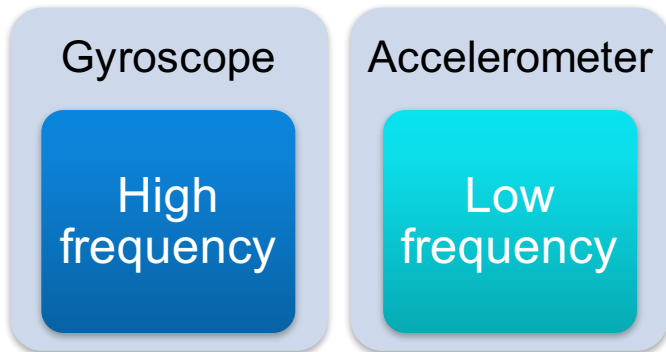 Gyroscope
High
frequency
Accelerometer
Low
frequency